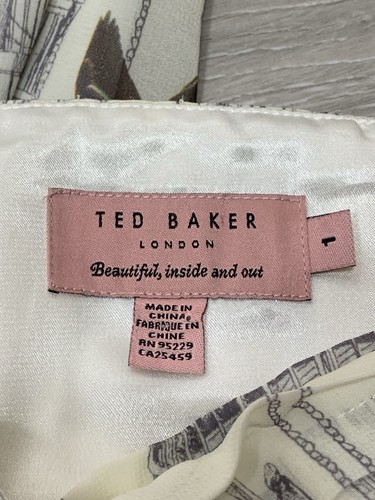 TED BAKER
LONDON
Beautiful, inside and out
1
MADE IN
CHINA
FABRIQUE EN
CHINE
RN 95229
CA25459